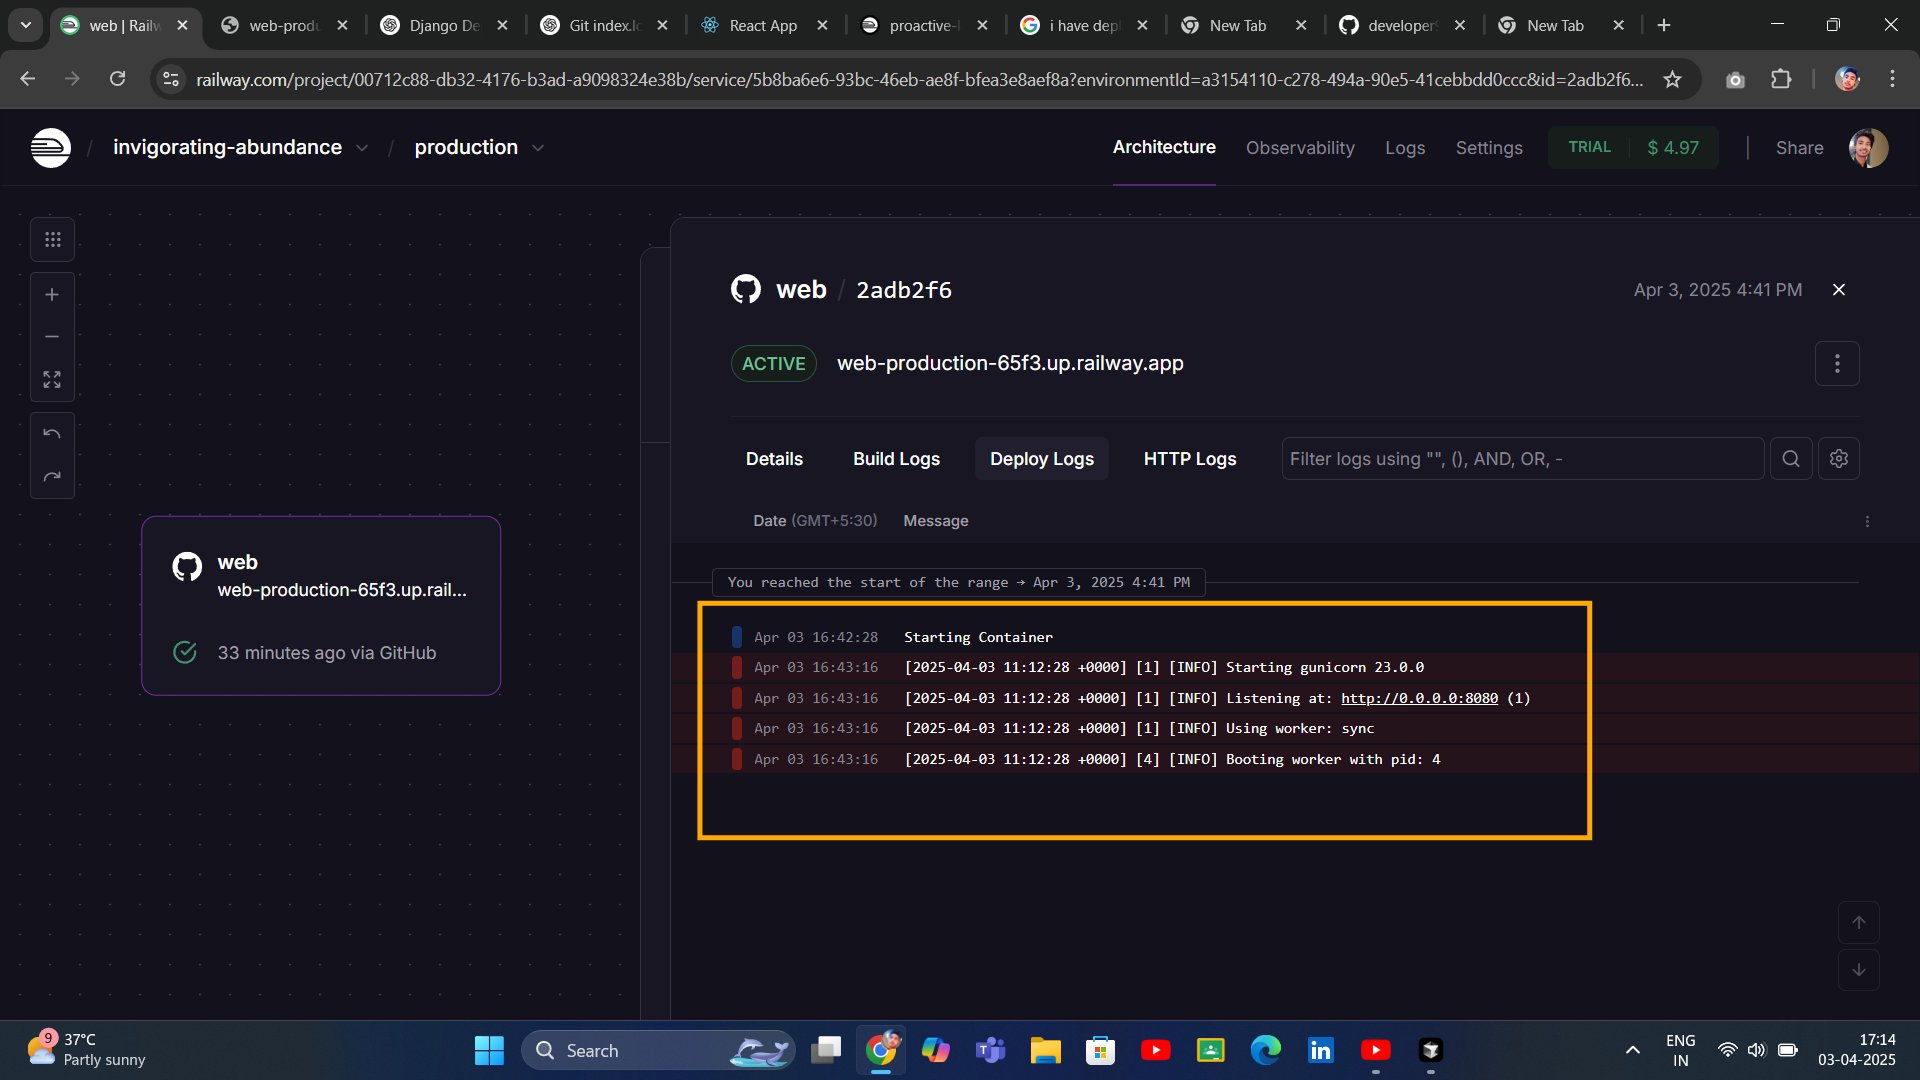 web | Railw
web-produ
Django De
Git index.lo
React App
proactive-
i have dep
New Tab
developer
New Tab
railway.com/project/00712c88-db32-4176-b3ad-a9098324e38b/service/5b8ba6e6-93bc-46eb-ae8f-bfea3e8aef8a?environmentId=a3154110-c278-494a-90e5-41cebbdd0ccc&id=2adb2f6...
/ invigorating-abundance / production
Architecture
Observability
Logs
Settings
TRIAL
$ 4.97
Share
web / 2adb2f6
Apr 3, 2025 4:41 PM
ACTIVE
web-production-65f3.up.railway.app
Details
Build Logs
Deploy Logs
HTTP Logs
Filter logs using "", (), AND, OR, -
Date (GMT+5:30) Message
You reached the start of the range → Apr 3, 2025 4:41 PM
Apr 03 16:42:28 Starting Container
Apr 03 16:43:16 [2025-04-03 11:12:28 +0000] [1] [INFO] Starting gunicorn 23.0.0
Apr 03 16:43:16 [2025-04-03 11:12:28 +0000] [1] [INFO] Listening at: http://0.0.0.0:8080 (1)
Apr 03 16:43:16 [2025-04-03 11:12:28 +0000] [1] [INFO] Using worker: sync
Apr 03 16:43:16 [2025-04-03 11:12:28 +0000] [4] [INFO] Booting worker with pid: 4
web
web-production-65f3.up.rail...
33 minutes ago via GitHub
9
37°C
Partly sunny
Search
ENG
IN
17:14
03-04-2025